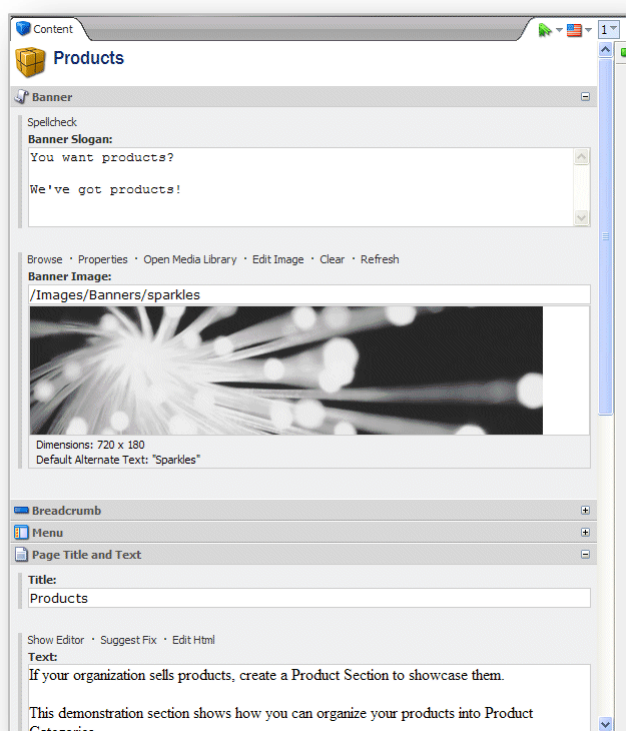 Content
1
Products
Banner
Spellcheck
Banner Slogan:
You want products?
We've got products!
Browse · Properties · Open Media Library · Edit Image · Clear · Refresh
Banner Image:
/Images/Banners/sparkles
Dimensions: 720 x 180
Default Alternate Text: "Sparkles"
Breadcrumb
Menu
Page Title and Text
Title:
Products
Show Editor · Suggest Fix · Edit Html
Text:
If your organization sells products, create a Product Section to showcase them.
This demonstration section shows how you can organize your products into Product
Categories